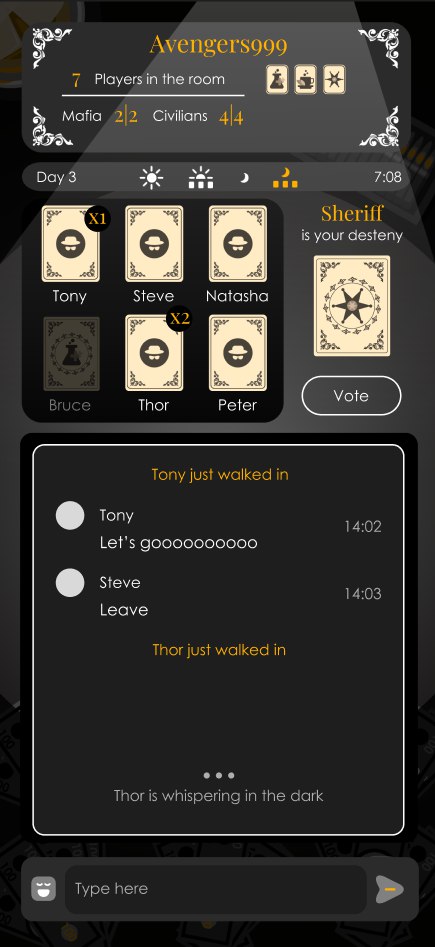 Avengers999
7 Players in the room
Mafia 2|2 Civilians 4|4
Day 3 7:08
Sheriff
is your desteny
X1
Tony Steve Natasha
X2
Bruce Thor Peter
Vote
Tony just walked in
Tony
14:02
Let's goooooooooo
Steve
14:03
Leave
Thor just walked in
Thor is whispering in the dark
Type here